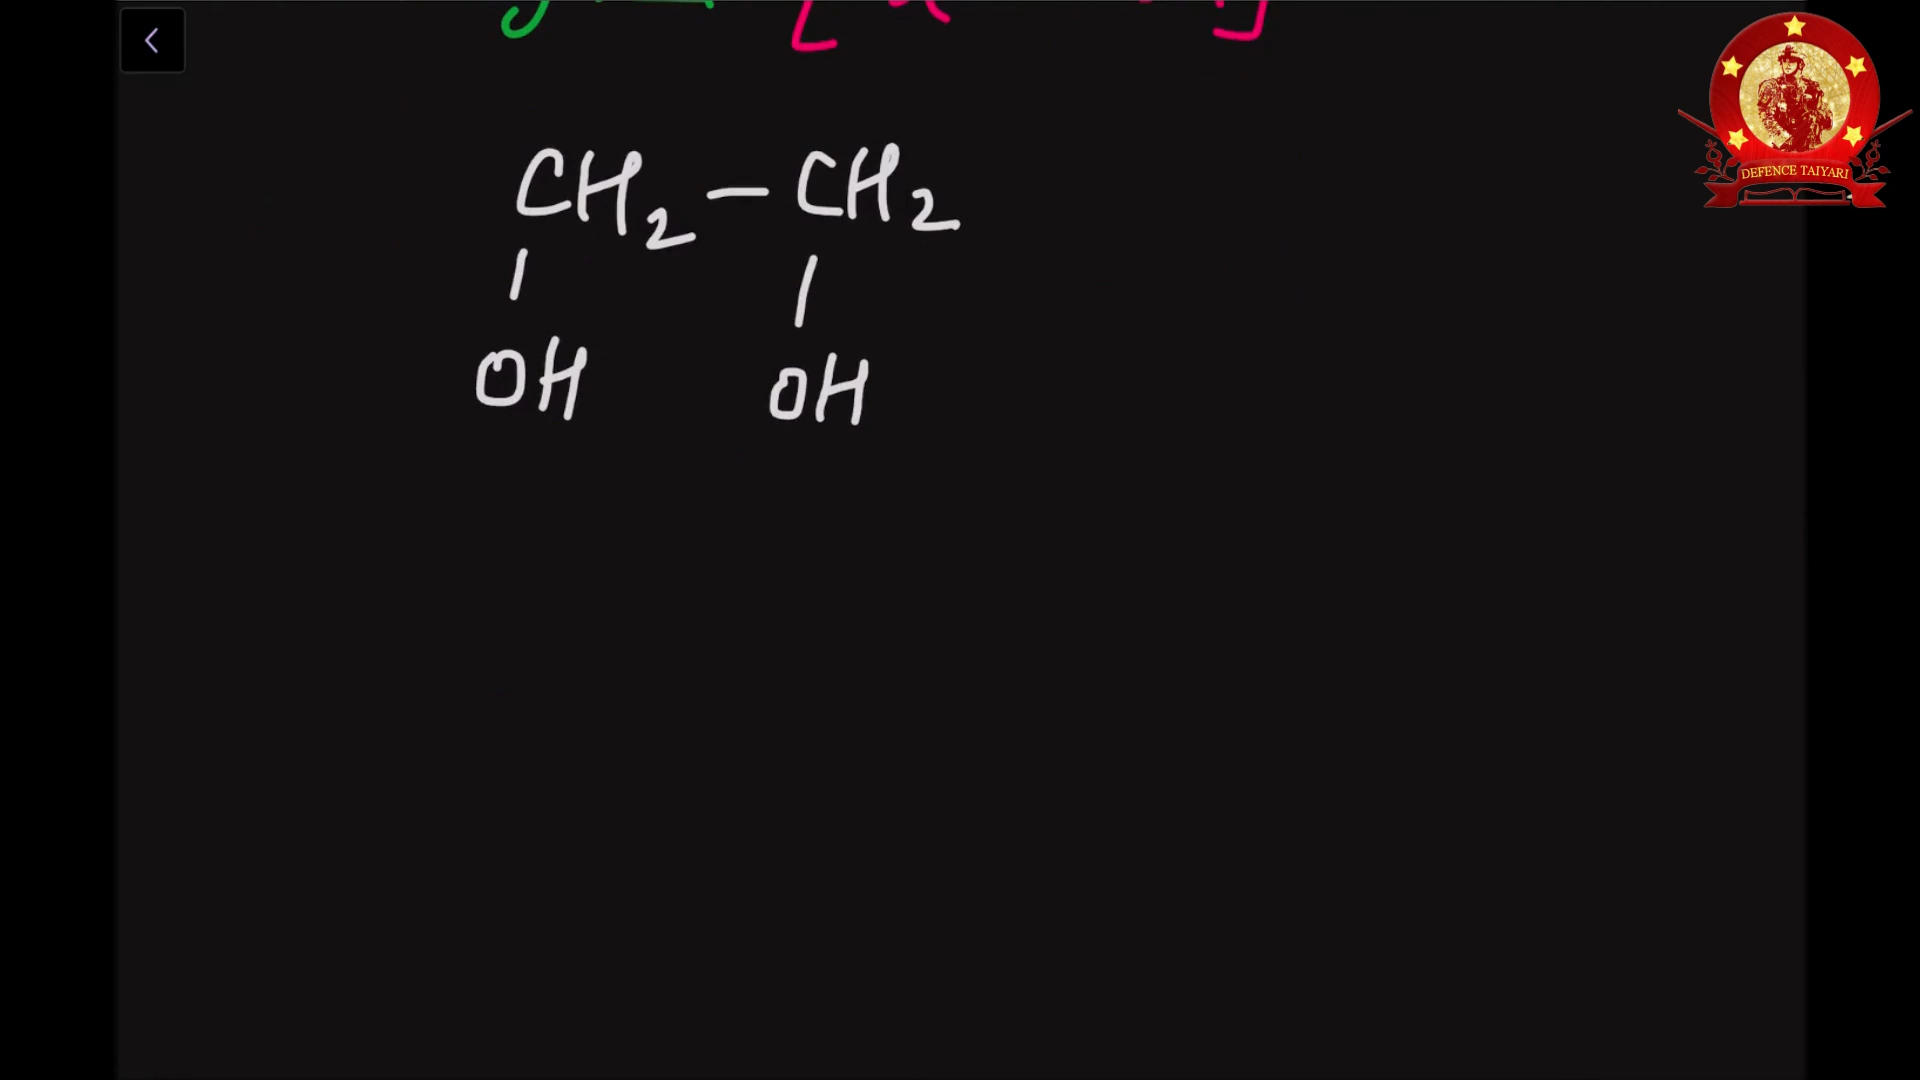 CH₂ - CH₂
OH OH
DEFENCE TAIYARI